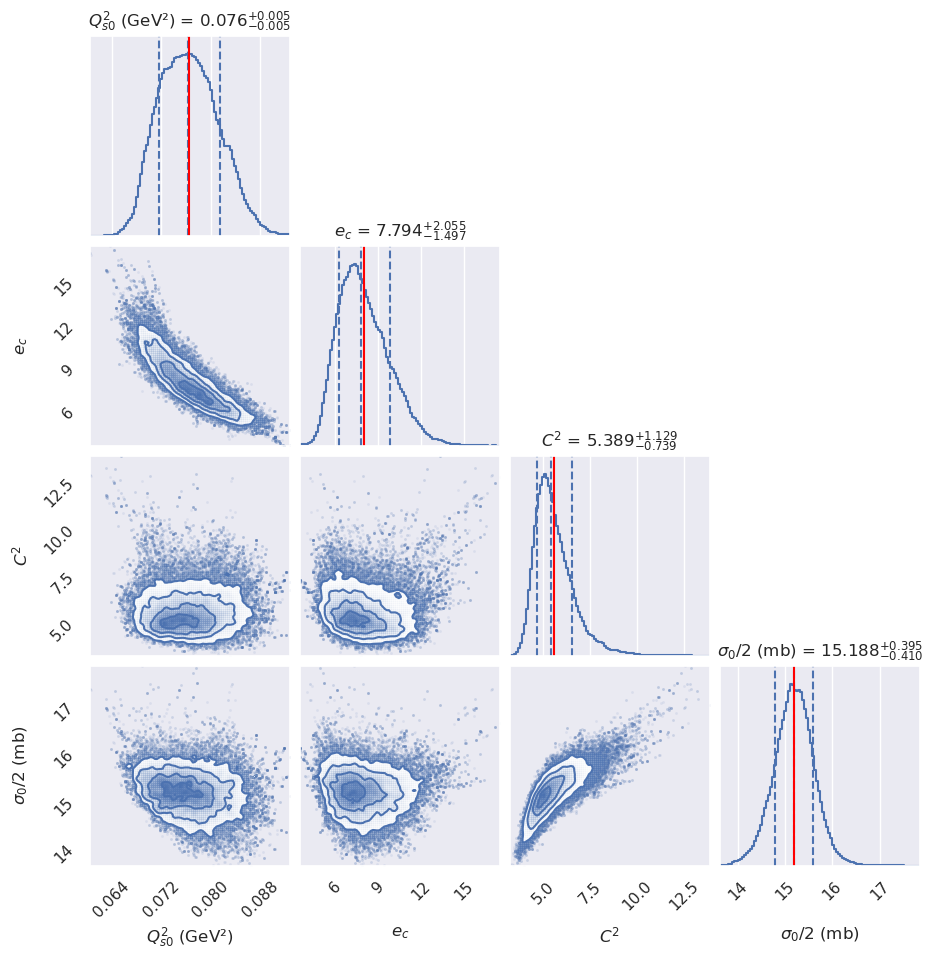 Q²ₛ₀ (GeV²) = 0.076⁺⁰·⁰⁰⁵₋₀.₀₀₅
e_c = 7.794⁺²·⁰⁵⁵₋₁.₄₉₇
15
12
9
6
e_c
C² = 5.389⁺¹·¹²⁹₋₀.₇₃₉
12.5
10.0
7.5
5.0
C²
σ₀/2 (mb) = 15.188⁺⁰·³⁹⁵₋₀.₄₁₀
17
16
15
14
σ₀/2 (mb)
0.064 0.072 0.080 0.088
6 9 12 15
5.0 7.5 10.0 12.5
14 15 16 17
Q²ₛ₀ (GeV²)
e_c
C²
σ₀/2 (mb)